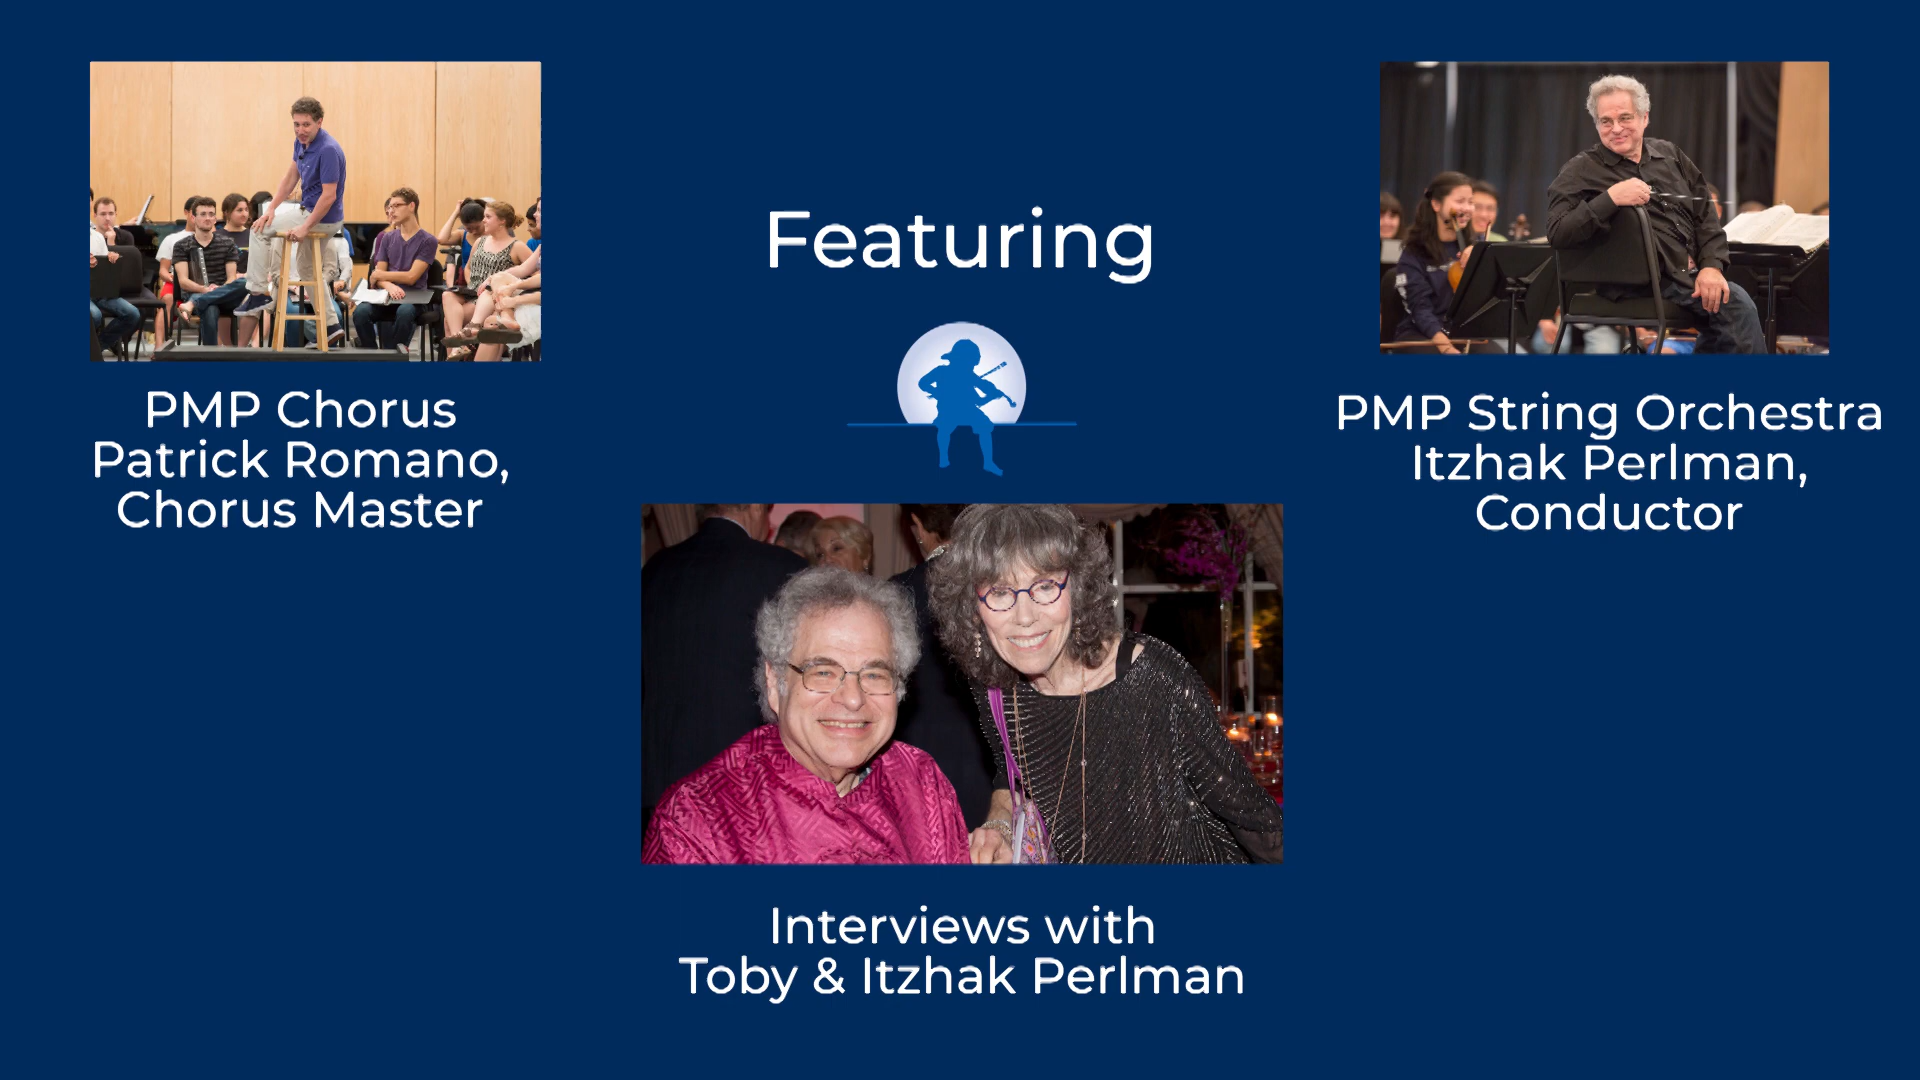 Featuring
PMP Chorus
Patrick Romano,
Chorus Master
PMP String Orchestra
Itzhak Perlman,
Conductor
Interviews with
Toby & Itzhak Perlman